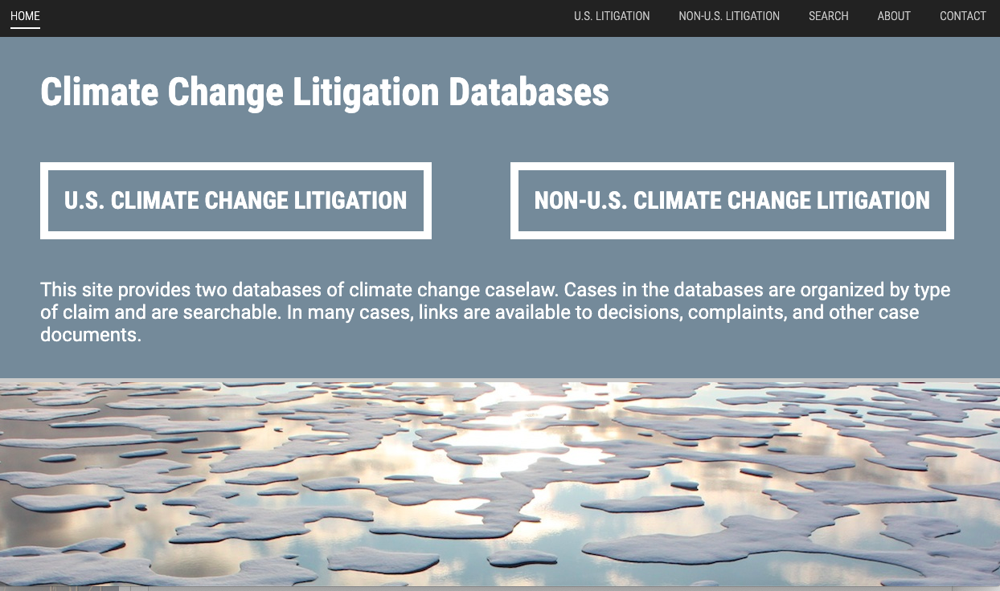 HOME
U.S. LITIGATION
NON-U.S. LITIGATION
SEARCH
ABOUT
CONTACT
Climate Change Litigation Databases
U.S. CLIMATE CHANGE LITIGATION
NON-U.S. CLIMATE CHANGE LITIGATION
This site provides two databases of climate change caselaw. Cases in the databases are organized by type
of claim and are searchable. In many cases, links are available to decisions, complaints, and other case
documents.